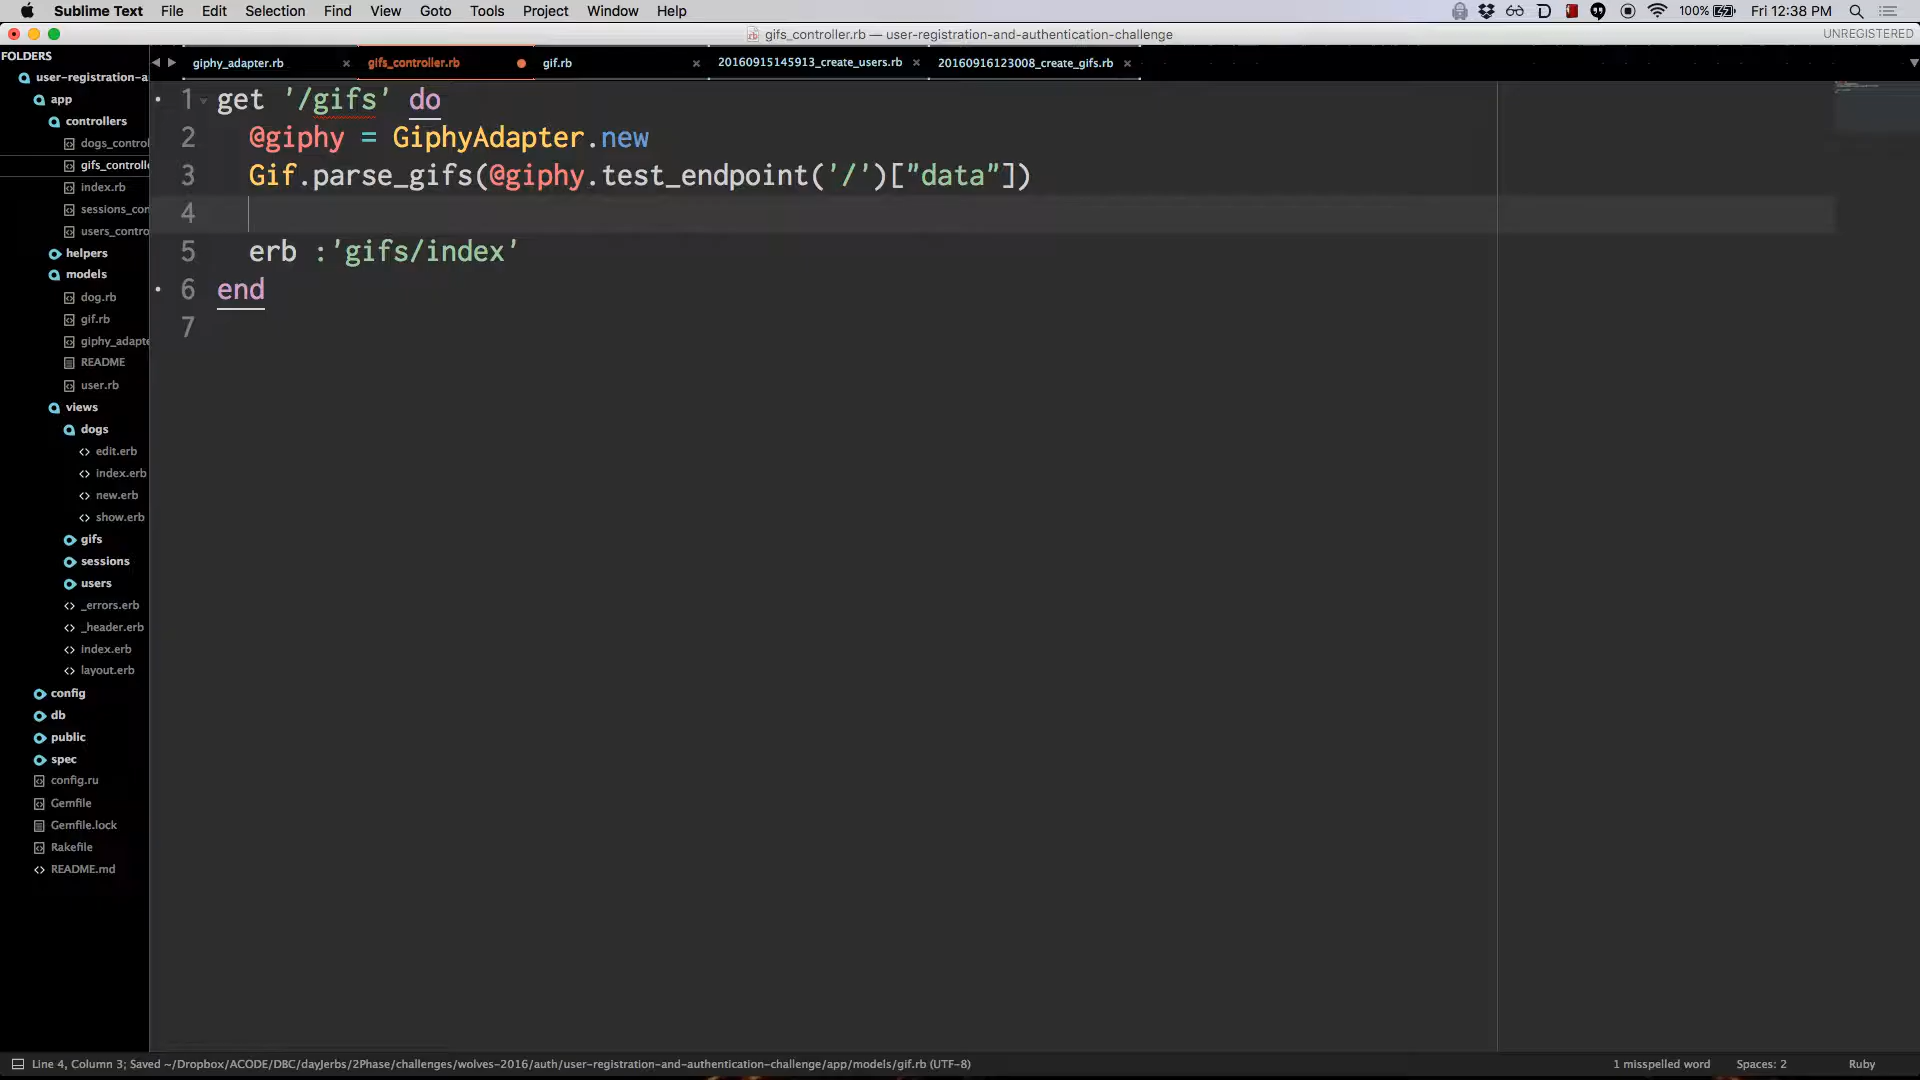 Sublime Text File Edit Selection Find View Goto Tools Project Window Help 100% Fri 12:38 PM
gifs_controller.rb — user-registration-and-authentication-challenge UNREGISTERED
FOLDERS
giphy_adapter.rb gifs_controller.rb gif.rb 20160915145913_create_users.rb 20160916123008_create_gifs.rb
user-registration-a
app
controllers
dogs_contro
gifs_controlle
index.rb
sessions_con
users_contro
helpers
models
dog.rb
gif.rb
giphy_adapte
README
user.rb
views
dogs
edit.erb
index.erb
new.erb
show.erb
gifs
sessions
users
_errors.erb
_header.erb
index.erb
layout.erb
config
db
public
spec
config.ru
Gemfile
Gemfile.lock
Rakefile
README.md
1 get '/gifs' do
2 @giphy = GiphyAdapter.new
3 Gif.parse_gifs(@giphy.test_endpoint('/')["data"])
4
5 erb :'gifs/index'
6 end
7
Line 4, Column 3; Saved ~/Dropbox/ACODE/DBC/dayJerbs/2Phase/challenges/wolves-2016/auth/user-registration-and-authentication-challenge/app/models/gif.rb (UTF-8) 1 misspelled word Spaces: 2 Ruby